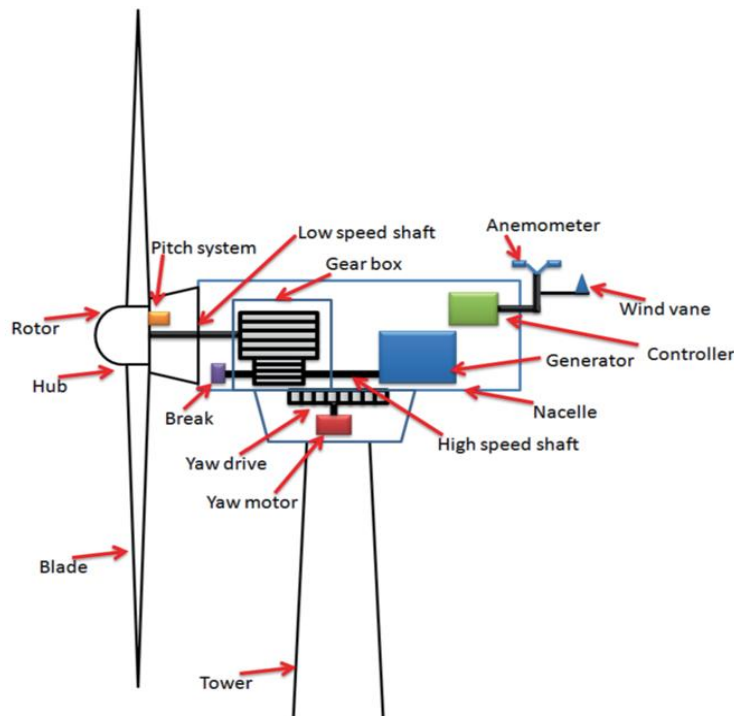 Anemometer
Low speed shaft
Pitch system
Gear box
Wind vane
Rotor
Controller
Generator
Hub
Nacelle
Break
High speed shaft
Yaw drive
Yaw motor
Blade
Tower